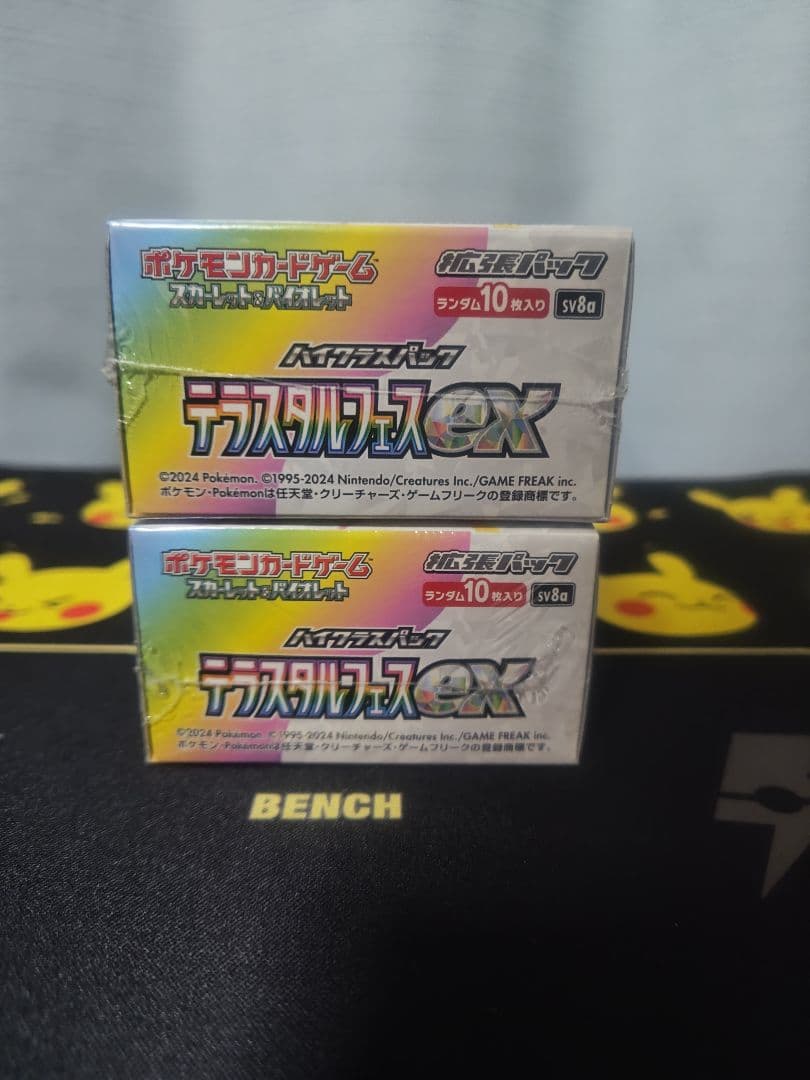 ポケモンカードゲーム
スカーレット&バイオレット
拡張パック
ランダム10枚入り sv8a
ハイクラスパック
テラスタルフェスex
©2024 Pokémon. ©1995-2024 Nintendo/Creatures Inc./GAME FREAK inc.
ポケモン・Pokémonは任天堂・クリーチャーズ・ゲームフリークの登録商標です。
ポケモンカードゲーム
スカーレット&バイオレット
拡張パック
ランダム10枚入り sv8a
ハイクラスパック
テラスタルフェスex
©2024 Pokémon. ©1995-2024 Nintendo/Creatures Inc./GAME FREAK inc.
ポケモン・Pokémonは任天堂・クリーチャーズ・ゲームフリークの登録商標です。
BENCH